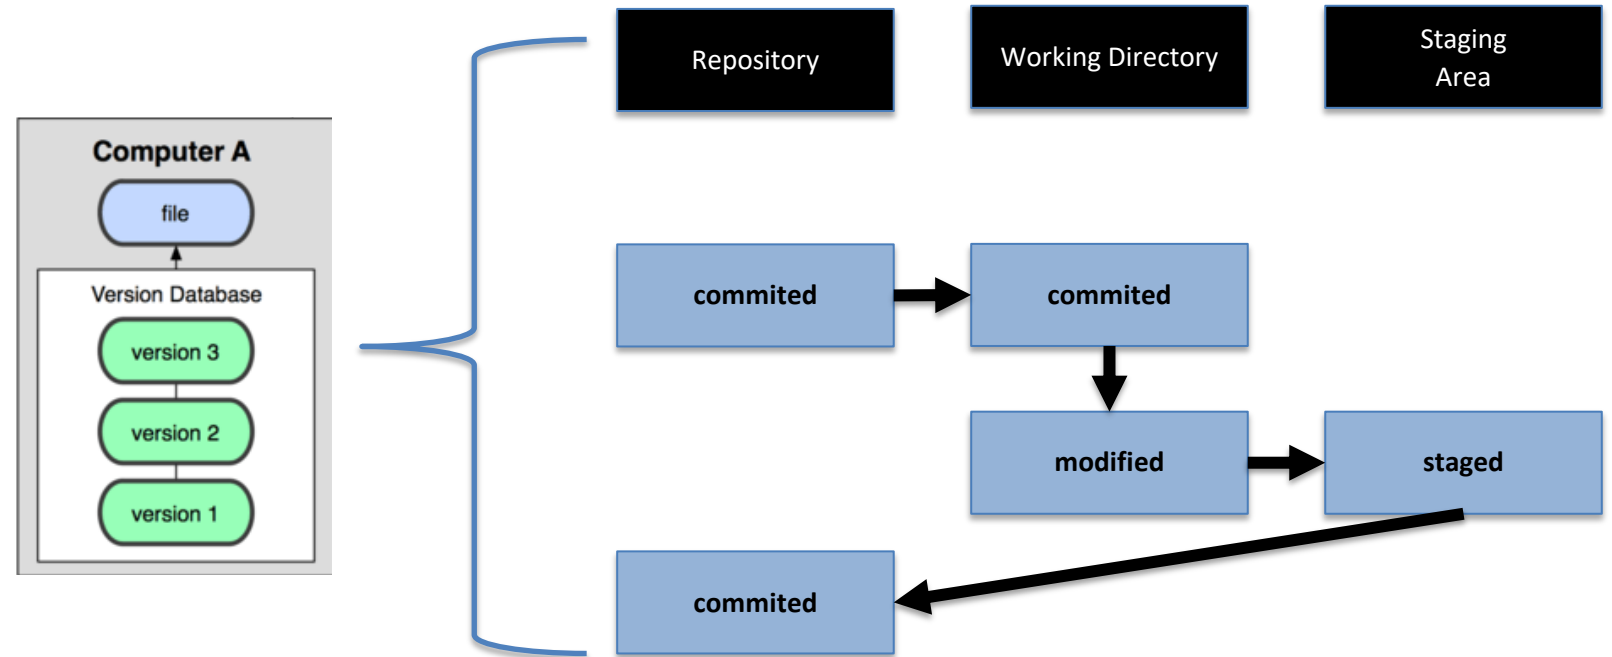 Computer A
file
Version Database
version 3
version 2
version 1
Repository
Working Directory
Staging
Area
commited
commited
modified
staged
commited